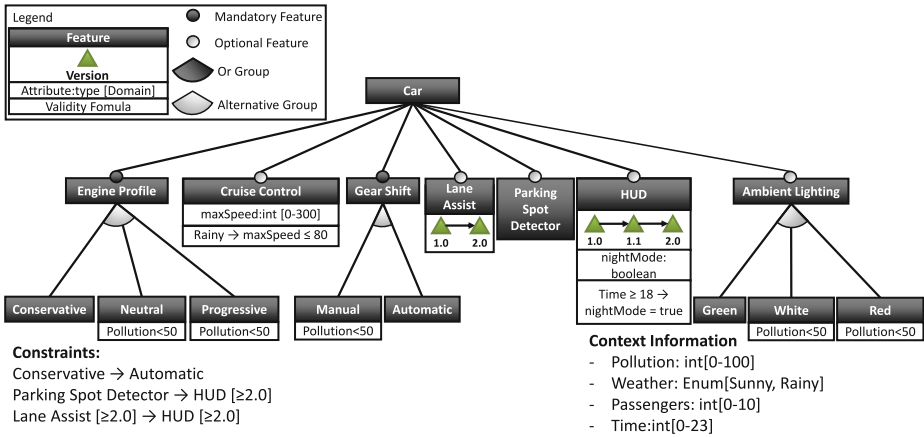 Legend
Feature
Version
Attribute:type [Domain]
Validity Fomula
Mandatory Feature
Optional Feature
Or Group
Alternative Group
Car
Engine Profile
Cruise Control
maxSpeed:int [0-300]
Rainy → maxSpeed ≤ 80
Gear Shift
Lane
Assist
1.0 2.0
Parking
Spot
Detector
HUD
1.0 1.1 2.0
nightMode:
boolean
Time ≥ 18 →
nightMode = true
Ambient Lighting
Conservative
Neutral
Pollution<50
Progressive
Pollution<50
Manual
Pollution<50
Automatic
Green
White
Pollution<50
Red
Pollution<50
Constraints:
Conservative → Automatic
Parking Spot Detector → HUD [≥2.0]
Lane Assist [≥2.0] → HUD [≥2.0]
Context Information
- Pollution: int[0-100]
- Weather: Enum[Sunny, Rainy]
- Passengers: int[0-10]
- Time:int[0-23]